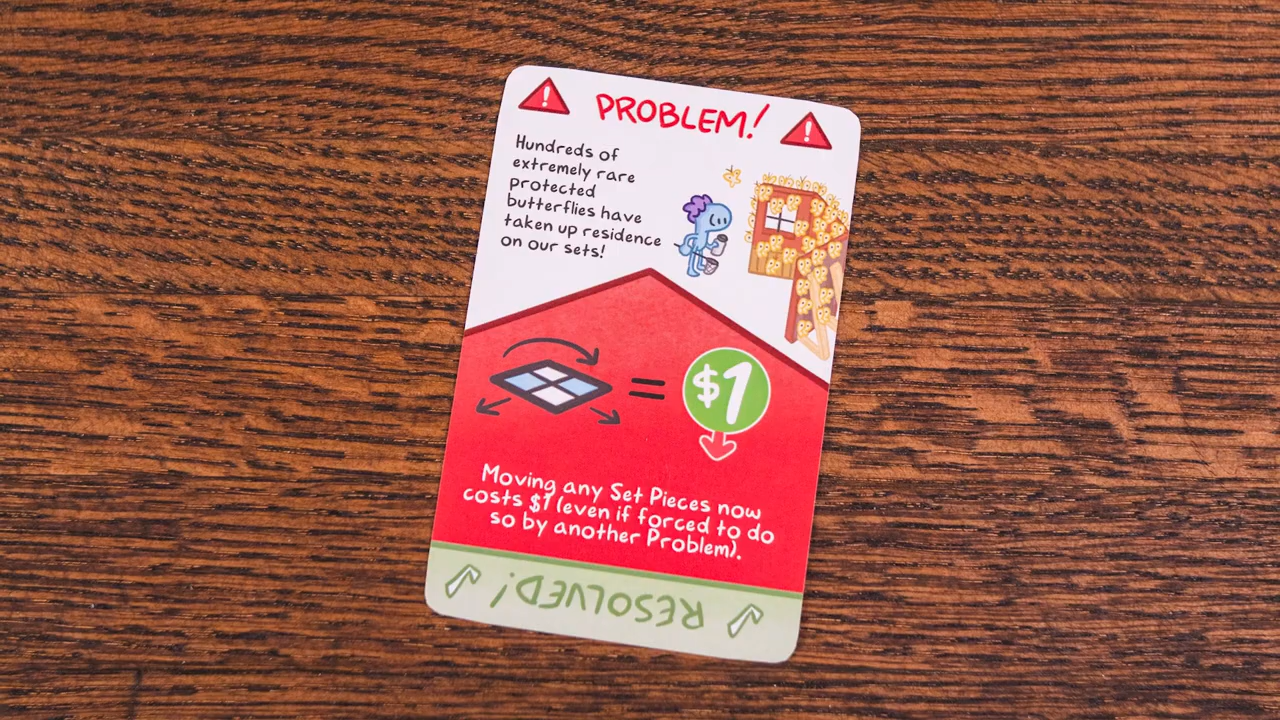 PROBLEM!
Hundreds of
extremely rare
protected
butterflies have
taken up residence
on our sets!
= $1
Moving any Set Pieces now
costs $1 (even if forced to do
so by another Problem).
RESOLVED!